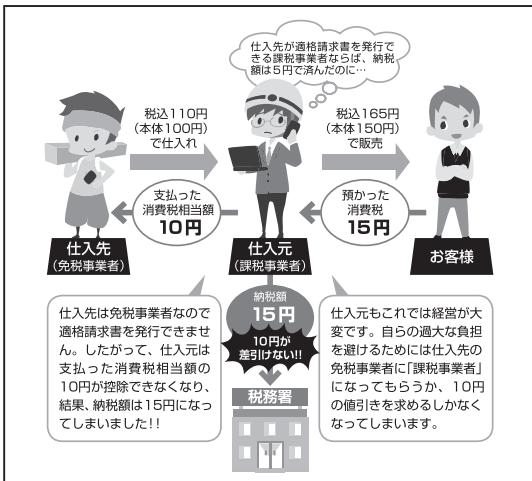 仕入先が適格請求書を発行で
きる課税事業者ならば、納税
額は5円で済んだのに…
税込110円
(本体100円)
で仕入れ
税込165円
(本体150円)
で販売
支払った
消費税相当額
10円
預かった
消費税
15円
仕入先
(免税事業者)
仕入元
(課税事業者)
お客様
納税額
15円
10円が
差引けない!!
税務署
仕入先は免税事業者なので
適格請求書を発行できませ
ん。したがって、仕入元は
支払った消費税相当額の
10円が控除できなくなり、
結果、納税額は15円になっ
てしまいました!!
仕入元もこれでは経営が大
変です。自らの過大な負担
を避けるためには仕入先の
免税事業者に「課税事業者」
になってもらうか、10円
の値引きを求めるしかなく
なってしまいます。